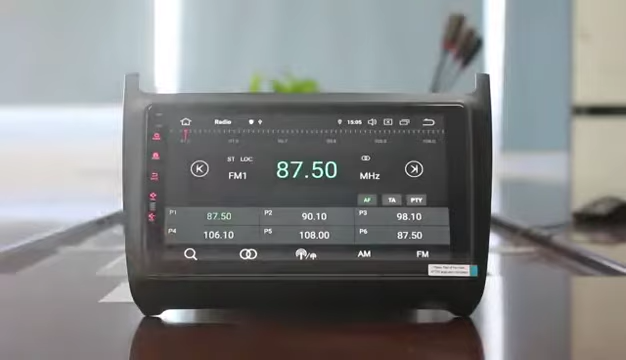 Radio 15:05
ST LOC
FM1 87.50 MHz
AF TA PTY
P1 87.50 P2 90.10 P3 98.10
P4 106.10 P5 108.00 P6 87.50
AM FM